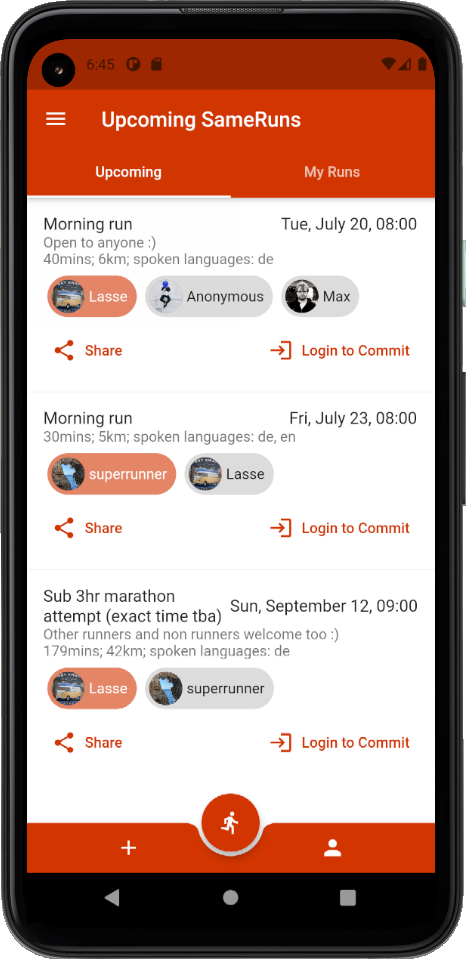 6:45
Upcoming SameRuns
Upcoming My Runs
Morning run Tue, July 20, 08:00
Open to anyone :)
40mins; 6km; spoken languages: de
Lasse Anonymous Max
Share Login to Commit
Morning run Fri, July 23, 08:00
30mins; 5km; spoken languages: de, en
superrunner Lasse
Share Login to Commit
Sub 3hr marathon
attempt (exact time tba) Sun, September 12, 09:00
Other runners and non runners welcome too :)
179mins; 42km; spoken languages: de
Lasse superrunner
Share Login to Commit